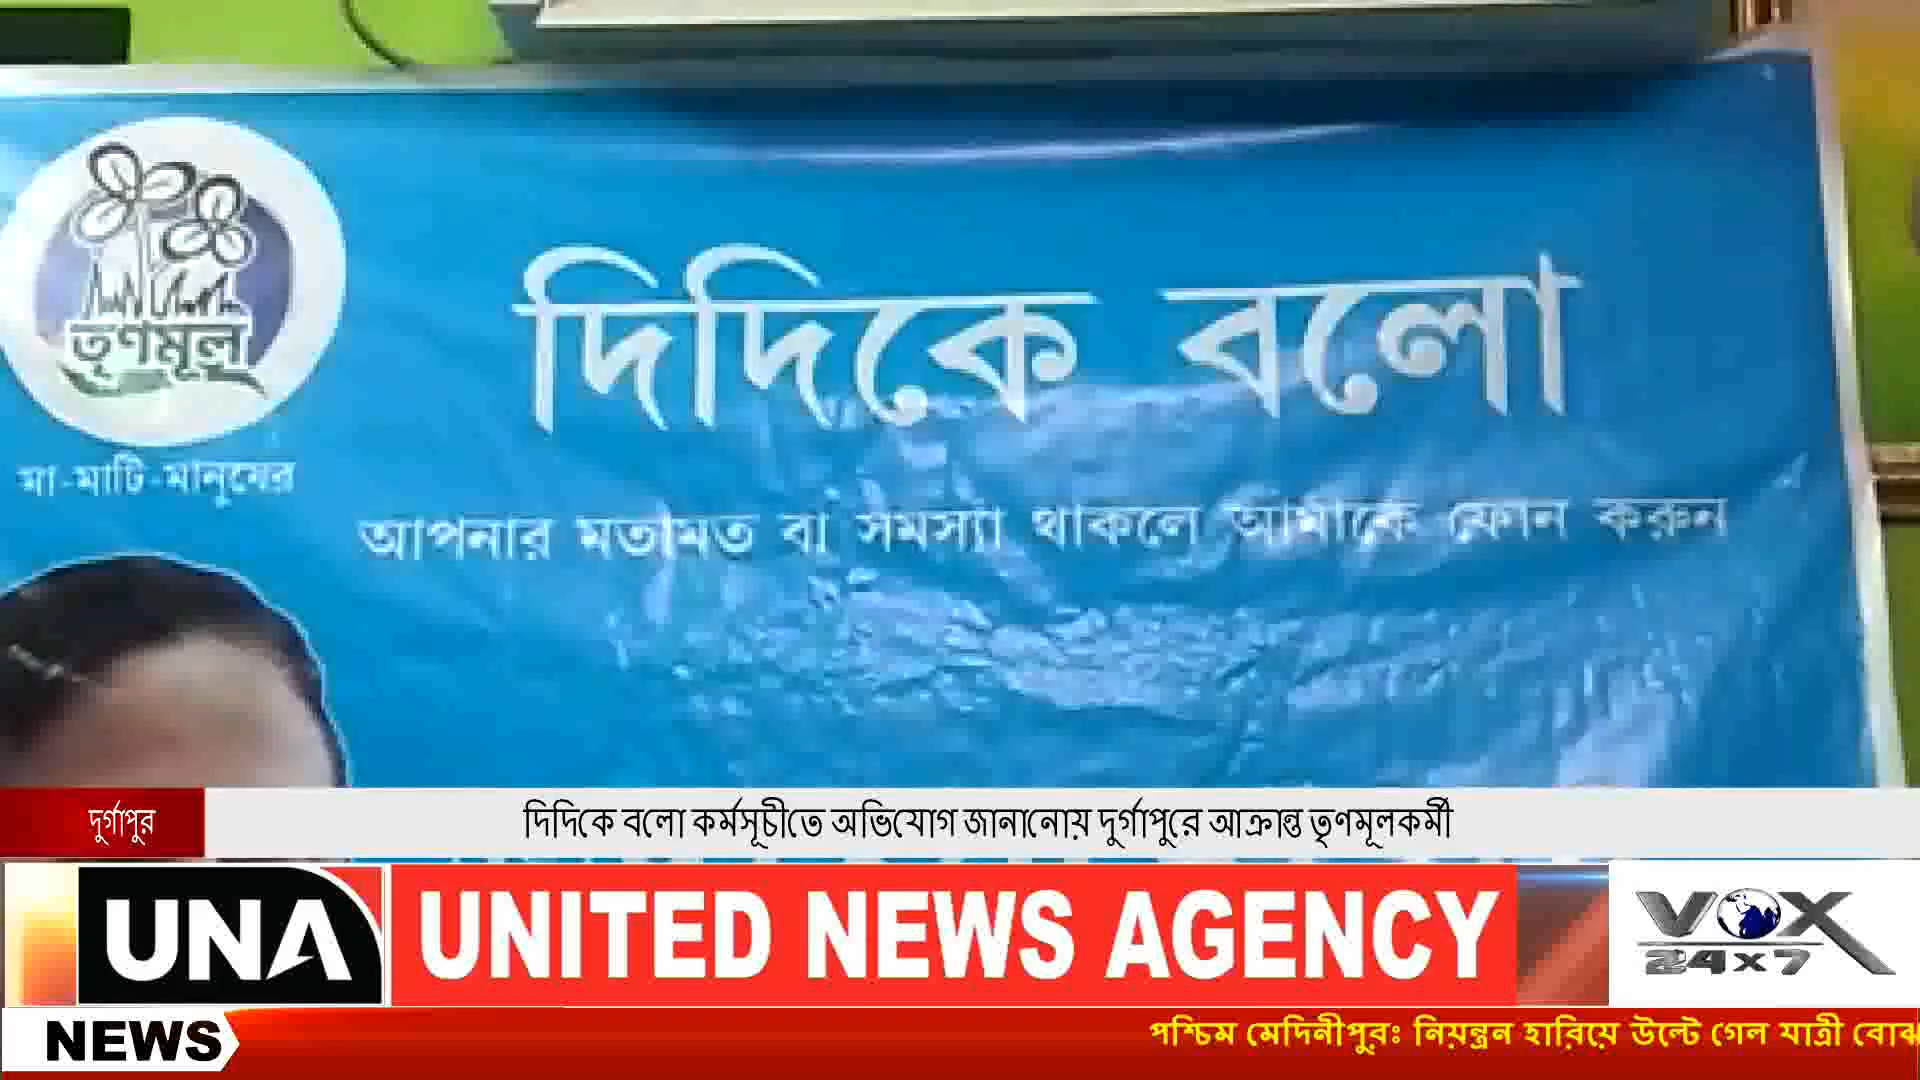 তৃণমূল
মা-মাটি-মানুষের
দিদিকে বলো
আপনার মতামত বা সমস্যা থাকলে আমাকে ফোন করুন
দুর্গাপুর
দিদিকে বলো কর্মসূচীতে অভিযোগ জানানোয় দুর্গাপুরে আক্রান্ত তৃণমূলকর্মী
UNA
UNITED NEWS AGENCY
VOX
24x7
NEWS
পশ্চিম মেদিনীপুরঃ নিয়ন্ত্রন হারিয়ে উল্টে গেল যাত্রী